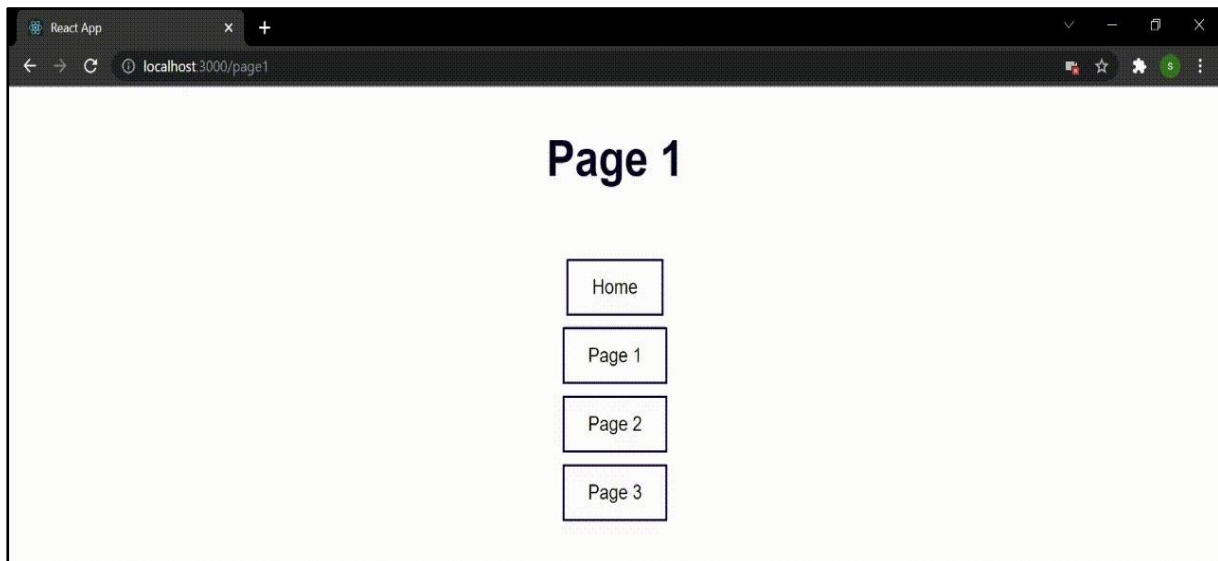 React App
localhost:3000/page1
S
Page 1
Home
Page 1
Page 2
Page 3